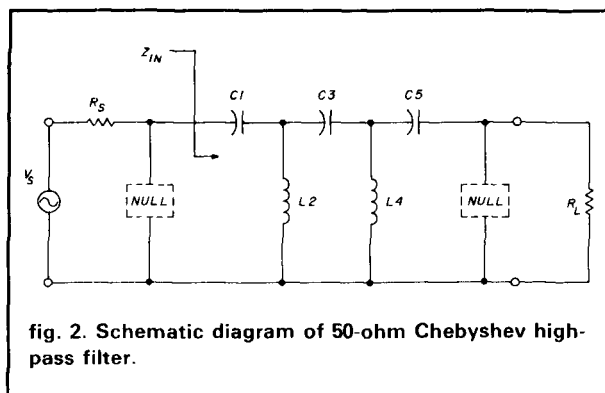 Z_IN
C1
C3
C5
R_S
V_S
NULL
L2
L4
NULL
R_L
fig. 2. Schematic diagram of 50-ohm Chebyshev high-
pass filter.